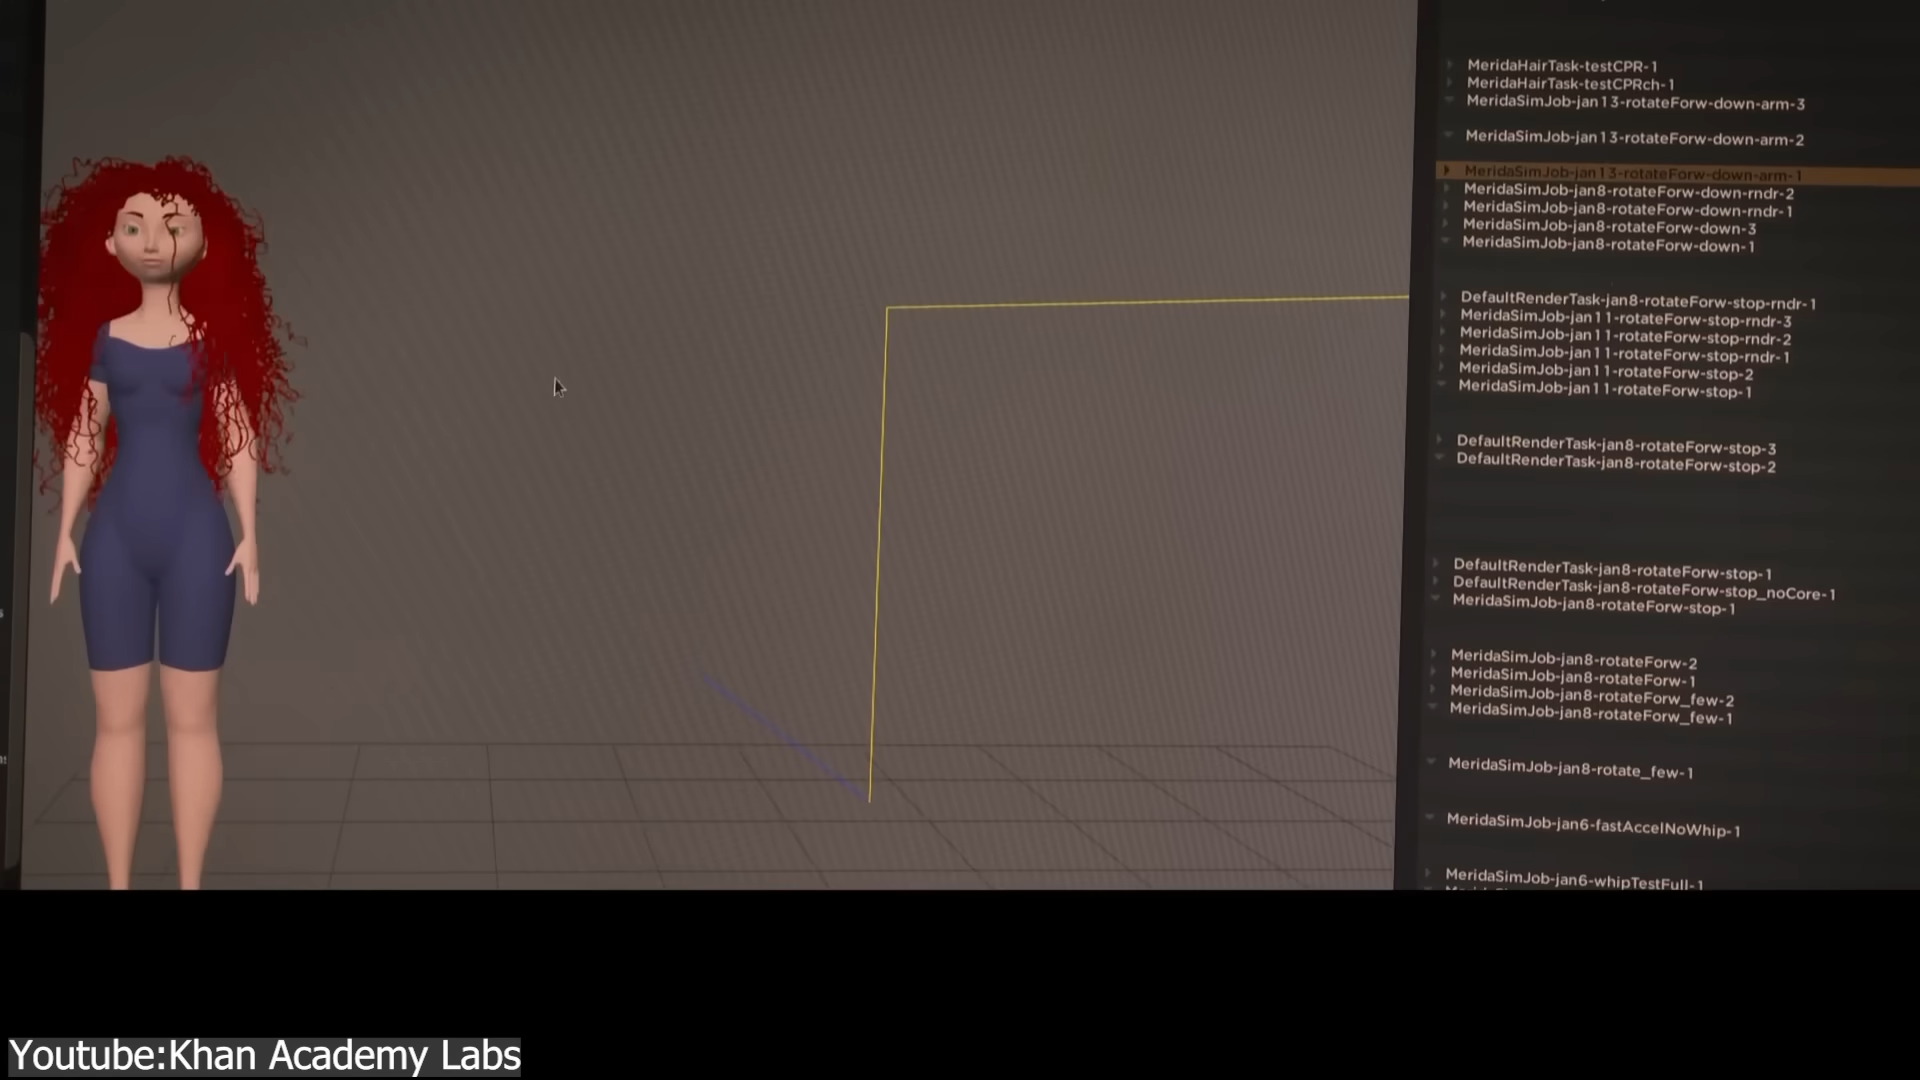 MeridaHairTask-testCPR-1
MeridaHairTask-testCPRch-1
MeridaSimJob-jan13-rotateForw-down-arm-3
MeridaSimJob-jan13-rotateForw-down-arm-2
MeridaSimJob-jan13-rotateForw-down-arm-1
MeridaSimJob-jan8-rotateForw-down-rndr-2
MeridaSimJob-jan8-rotateForw-down-rndr-1
MeridaSimJob-jan8-rotateForw-down-3
MeridaSimJob-jan8-rotateForw-down-1
DefaultRenderTask-jan8-rotateForw-stop-rndr-1
MeridaSimJob-jan11-rotateForw-stop-rndr-3
MeridaSimJob-jan11-rotateForw-stop-rndr-2
MeridaSimJob-jan11-rotateForw-stop-rndr-1
MeridaSimJob-jan11-rotateForw-stop-2
MeridaSimJob-jan11-rotateForw-stop-1
DefaultRenderTask-jan8-rotateForw-stop-3
DefaultRenderTask-jan8-rotateForw-stop-2
DefaultRenderTask-jan8-rotateForw-stop-1
DefaultRenderTask-jan8-rotateForw-stop_noCore-1
MeridaSimJob-jan8-rotateForw-stop-1
MeridaSimJob-jan8-rotateForw-2
MeridaSimJob-jan8-rotateForw-1
MeridaSimJob-jan8-rotateForw_few-2
MeridaSimJob-jan8-rotateForw_few-1
MeridaSimJob-jan8-rotate_few-1
MeridaSimJob-jan6-fastAccelNoWhip-1
MeridaSimJob-jan6-whipTestFull-1
Youtube:Khan Academy Labs